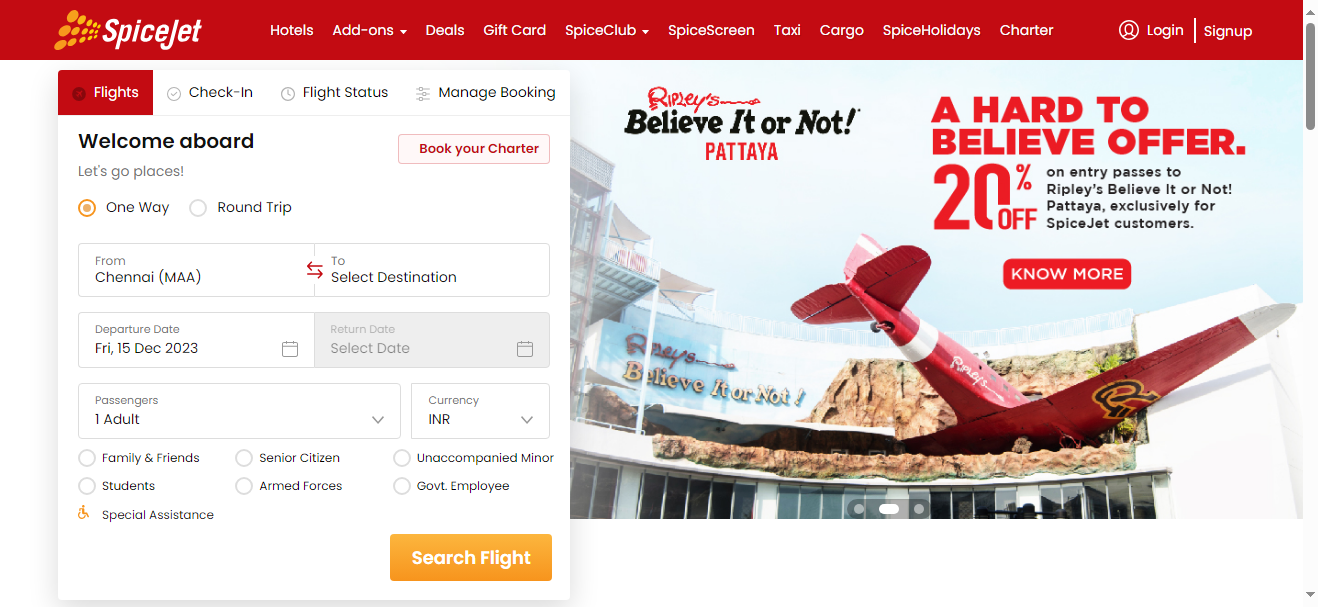 SpiceJet
Hotels Add-ons Deals Gift Card SpiceClub SpiceScreen Taxi Cargo SpiceHolidays Charter Login Signup
Flights Check-In Flight Status Manage Booking
Welcome aboard
Book your Charter
Let's go places!
One Way Round Trip
From
Chennai (MAA)
To
Select Destination
Departure Date
Fri, 15 Dec 2023
Return Date
Select Date
Passengers
1 Adult
Currency
INR
Family & Friends Senior Citizen Unaccompanied Minor
Students Armed Forces Govt. Employee
Special Assistance
Search Flight
Ripley's
Believe It or Not!
PATTAYA
A HARD TO
BELIEVE OFFER.
20% OFF
on entry passes to
Ripley's Believe It or Not!
Pattaya, exclusively for
SpiceJet customers.
KNOW MORE
Ripley's
Believe It or Not!
Ripley's